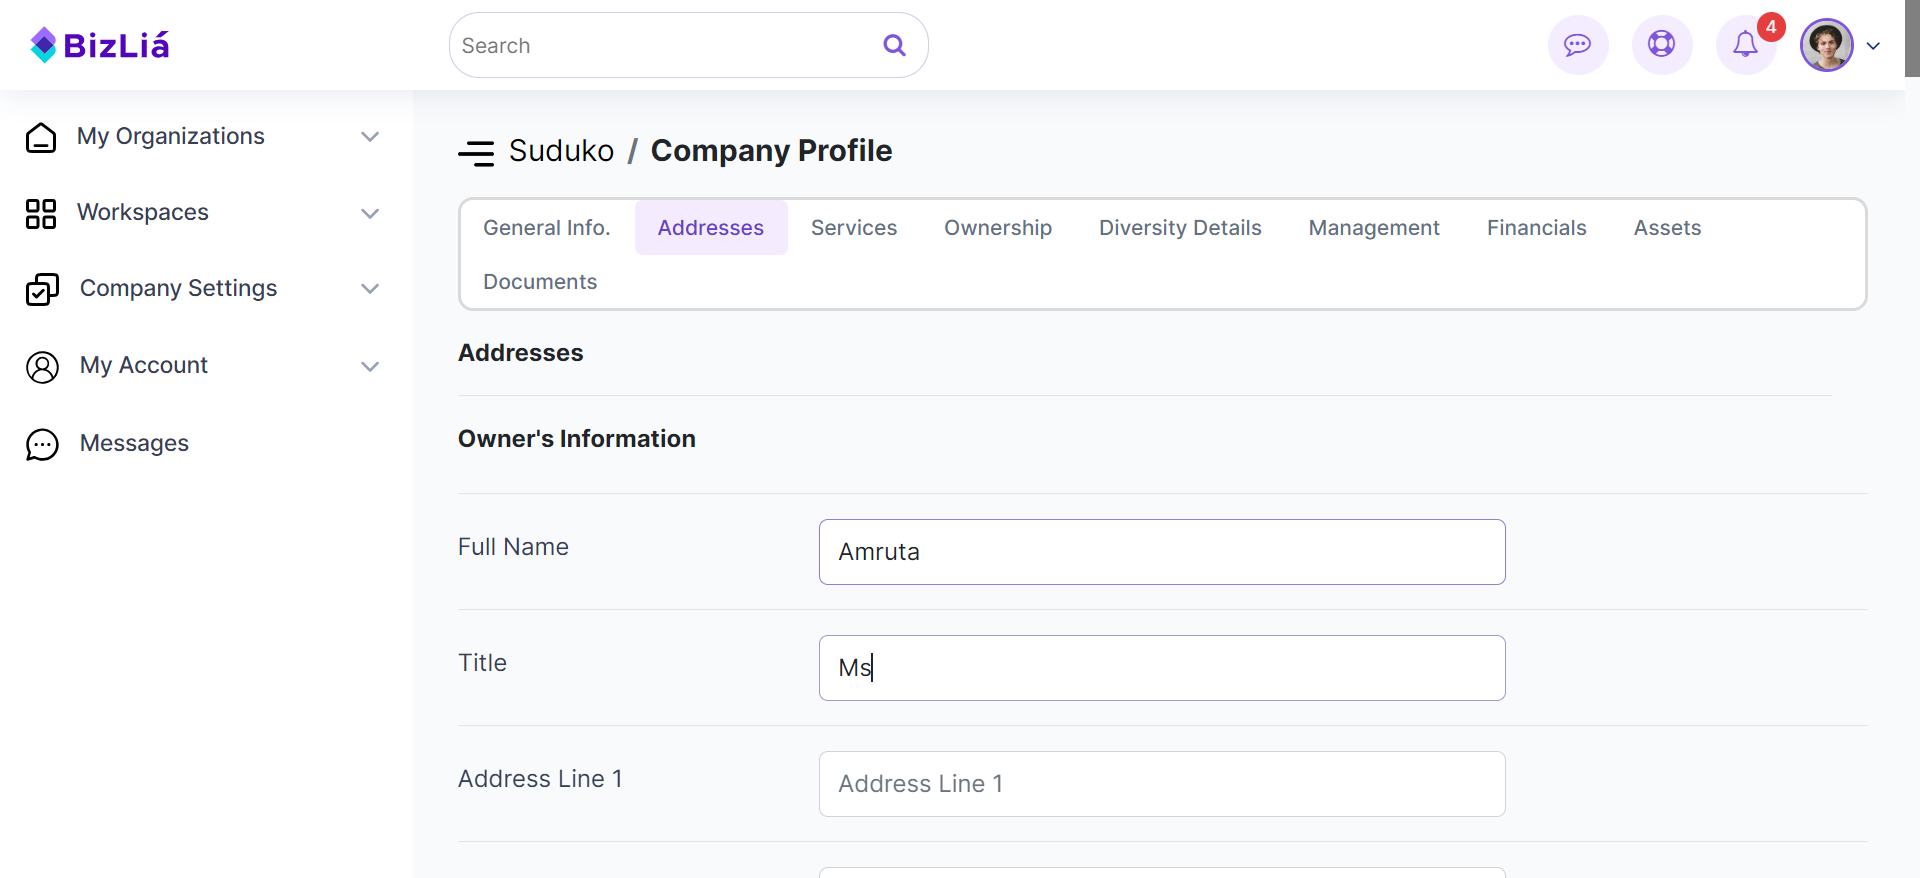 BizLiá
Search
4
My Organizations
Workspaces
Company Settings
My Account
Messages
Suduko / Company Profile
General Info. Addresses Services Ownership Diversity Details Management Financials Assets
Documents
Addresses
Owner's Information
Full Name Amruta
Title Ms
Address Line 1 Address Line 1